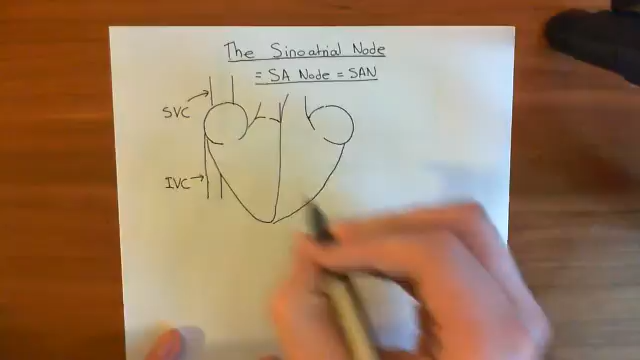 The Sinoatrial Node
= SA Node = SAN
SVC
IVC